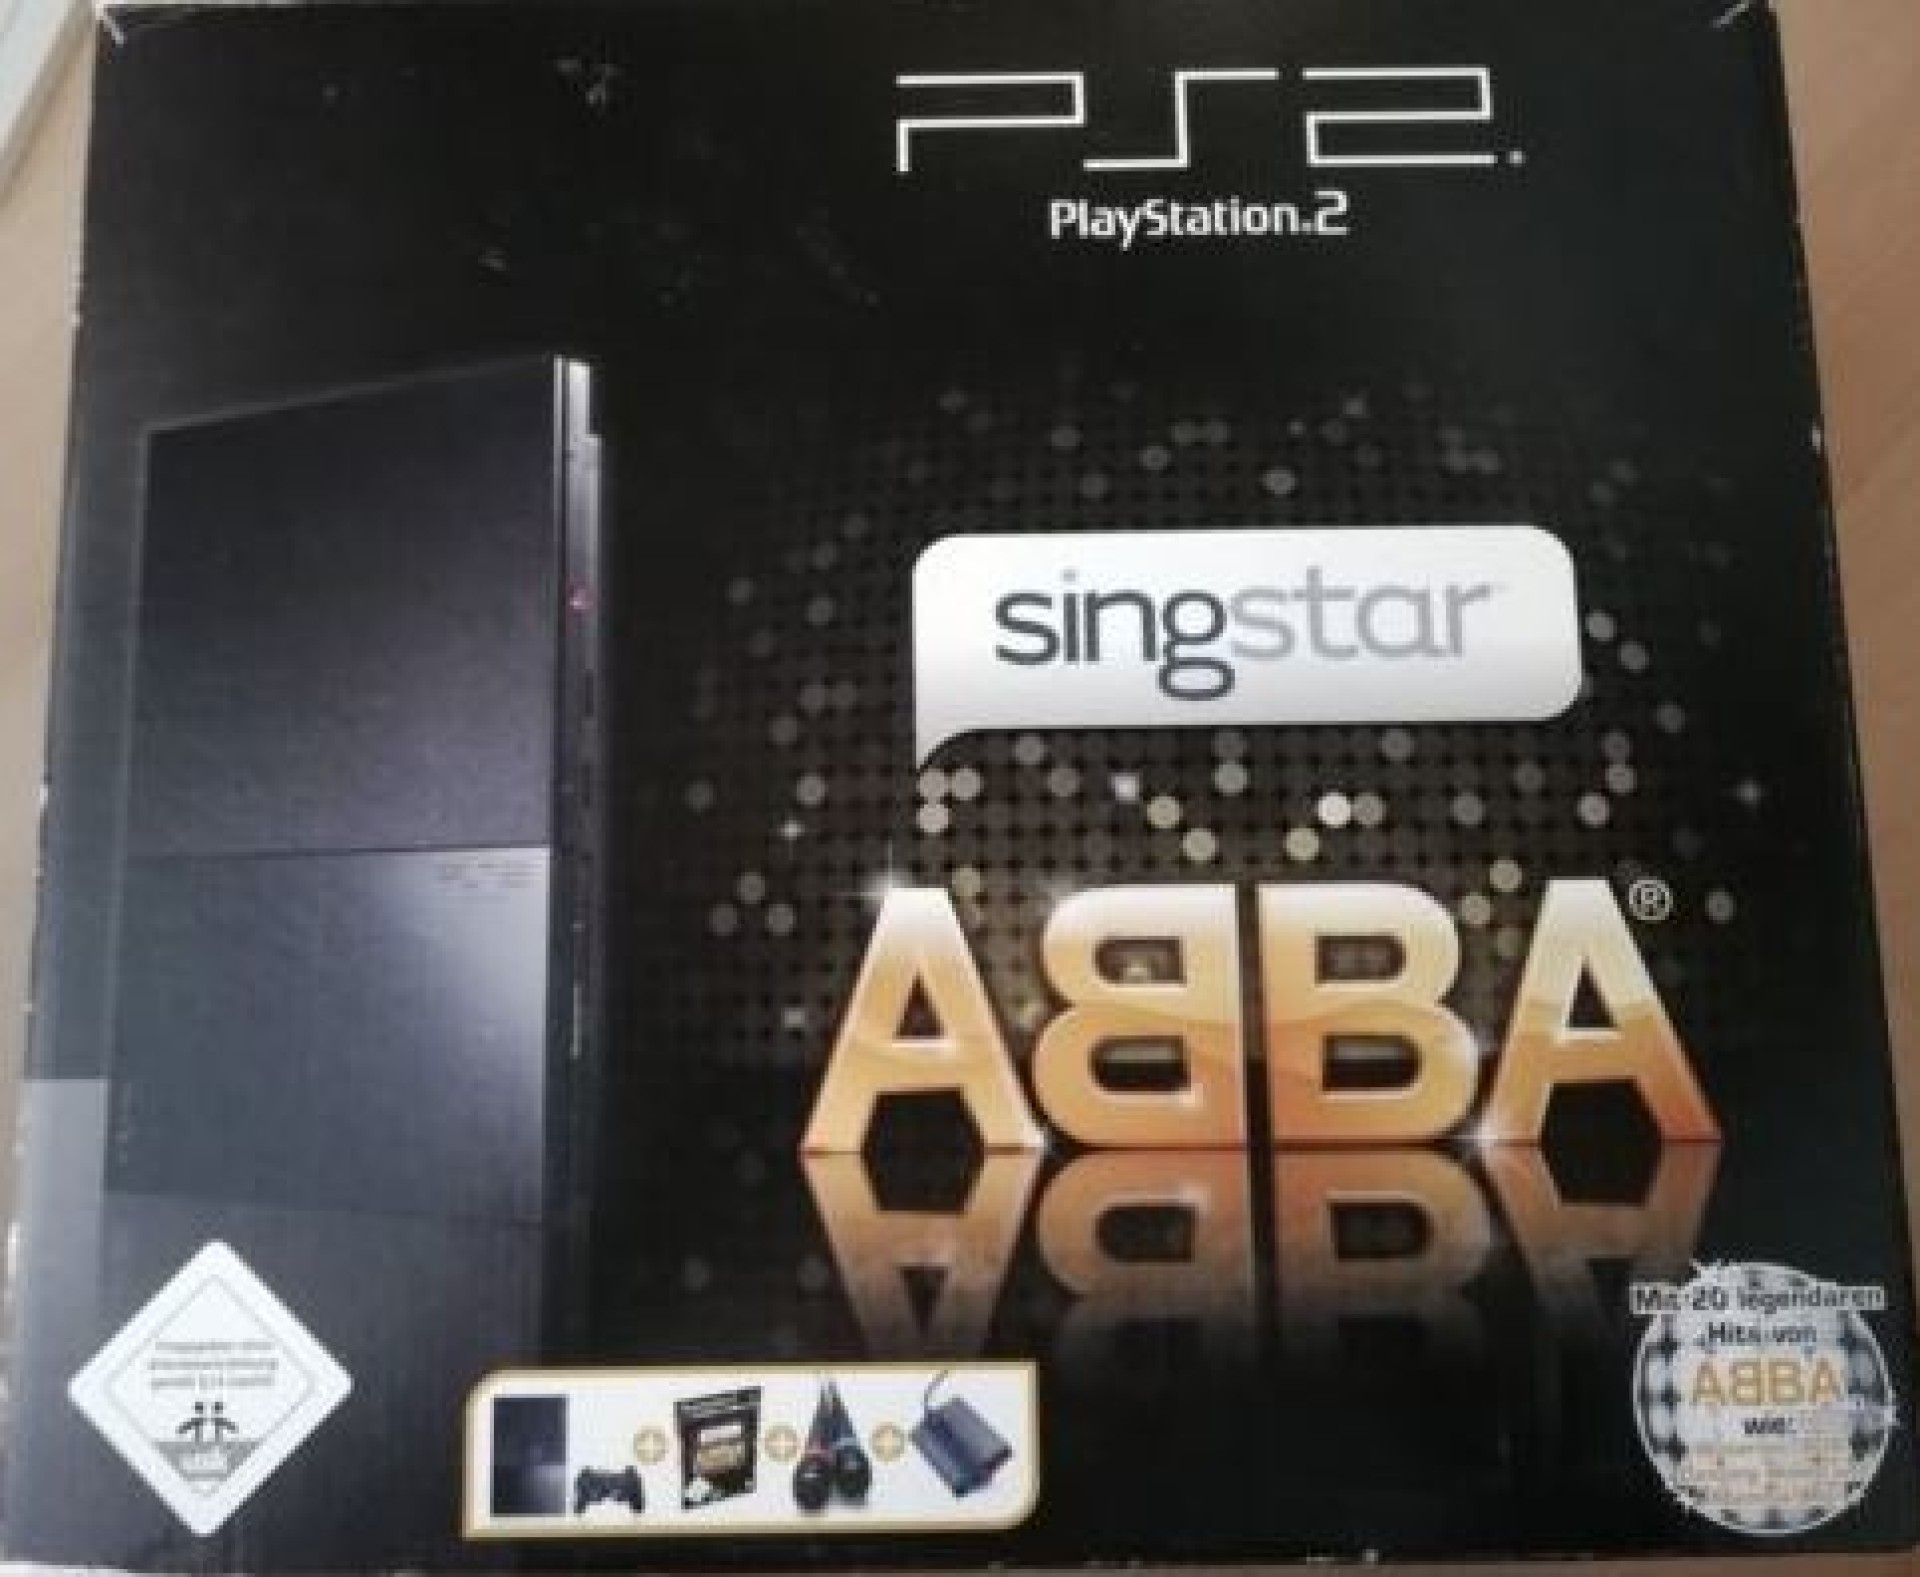 PS2
PlayStation.2
singstar
ABBA®
Mit 20 legendären
Hits von
ABBA
wie: